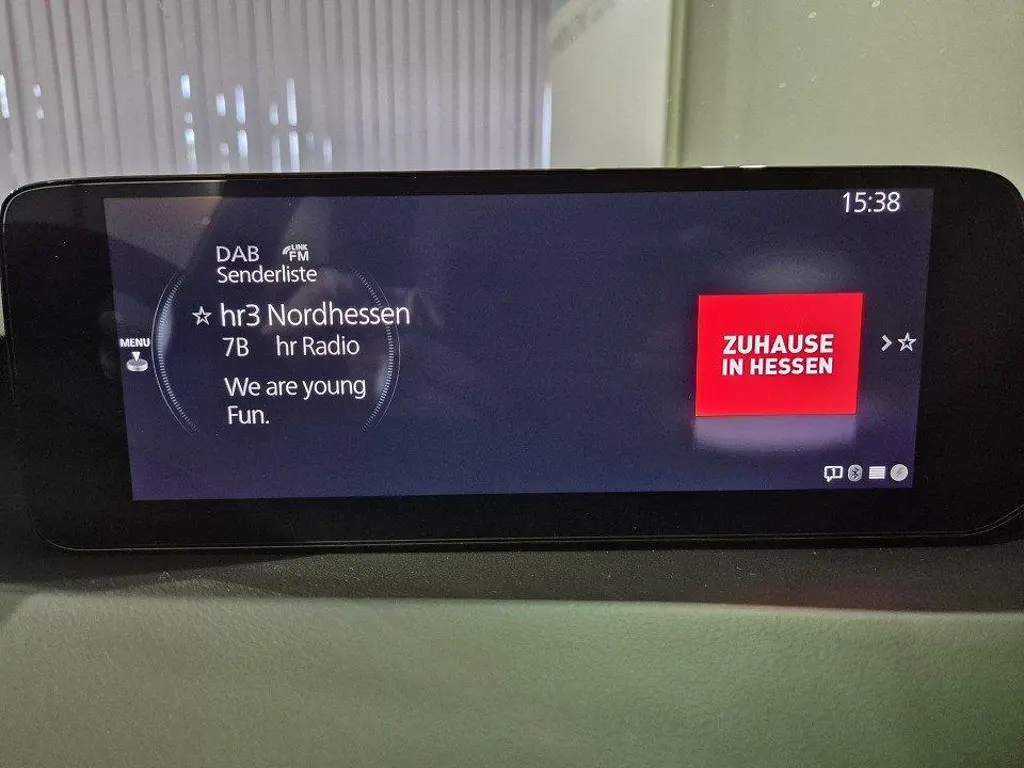 15:38
DAB LINK FM
Senderliste
hr3 Nordhessen
7B hr Radio
We are young
Fun.
MENU
ZUHAUSE
IN HESSEN
1